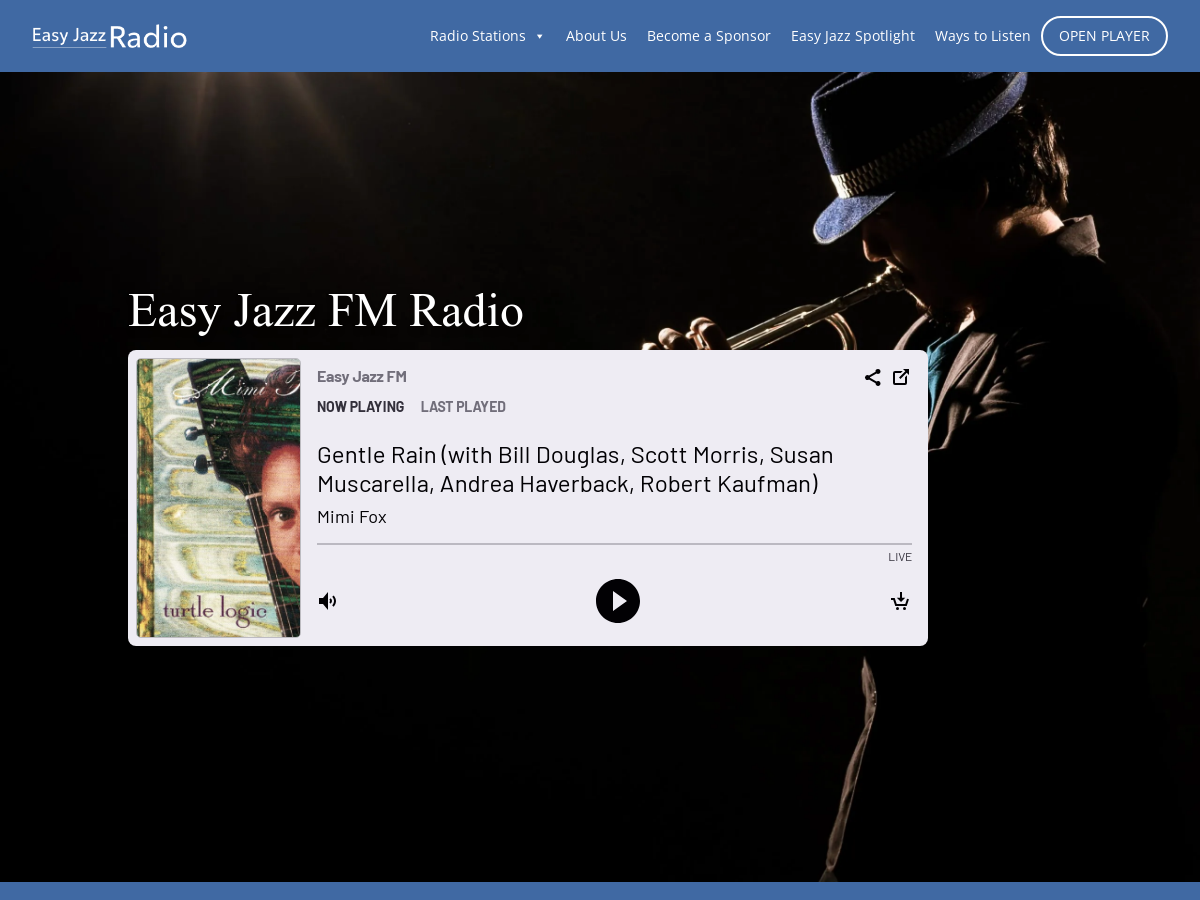 Easy Jazz Radio
Radio Stations
About Us
Become a Sponsor
Easy Jazz Spotlight
Ways to Listen
OPEN PLAYER
Easy Jazz FM Radio
Mimi
turtle logic
Easy Jazz FM
NOW PLAYING
LAST PLAYED
Gentle Rain (with Bill Douglas, Scott Morris, Susan
Muscarella, Andrea Haverback, Robert Kaufman)
Mimi Fox
LIVE